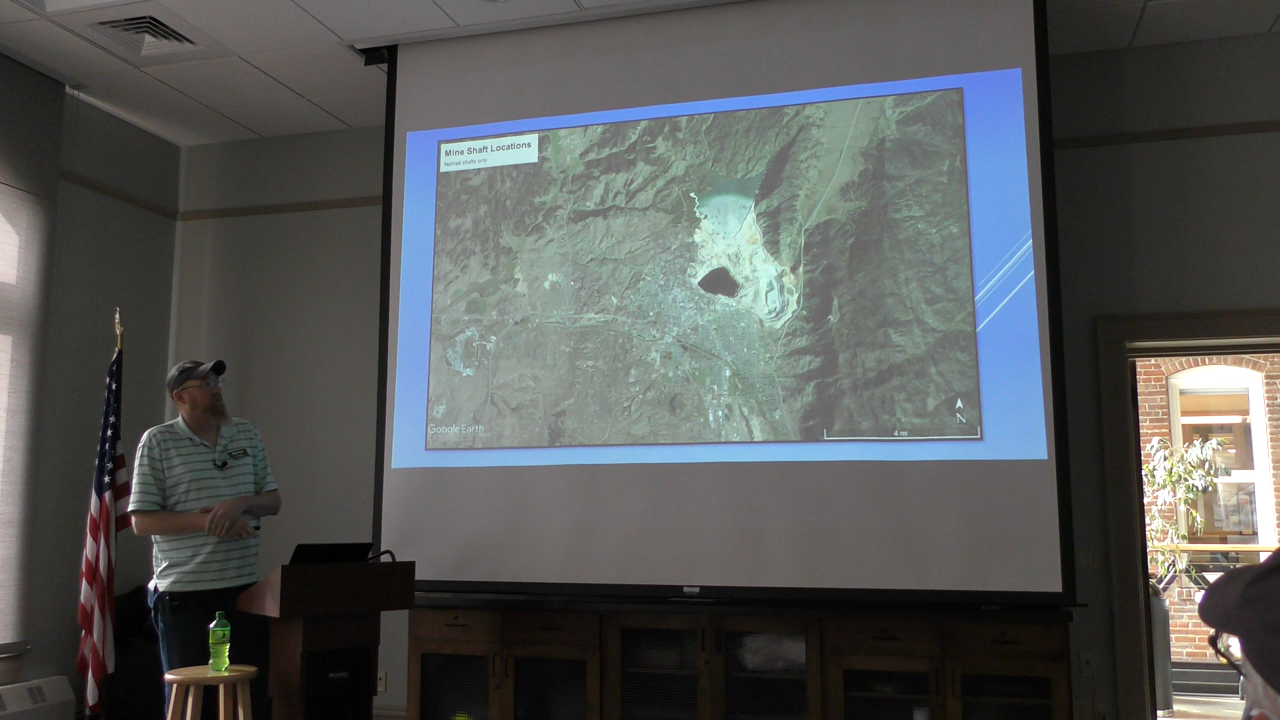 Mine Shaft Locations
Named shafts only
Google Earth
N
4 mi